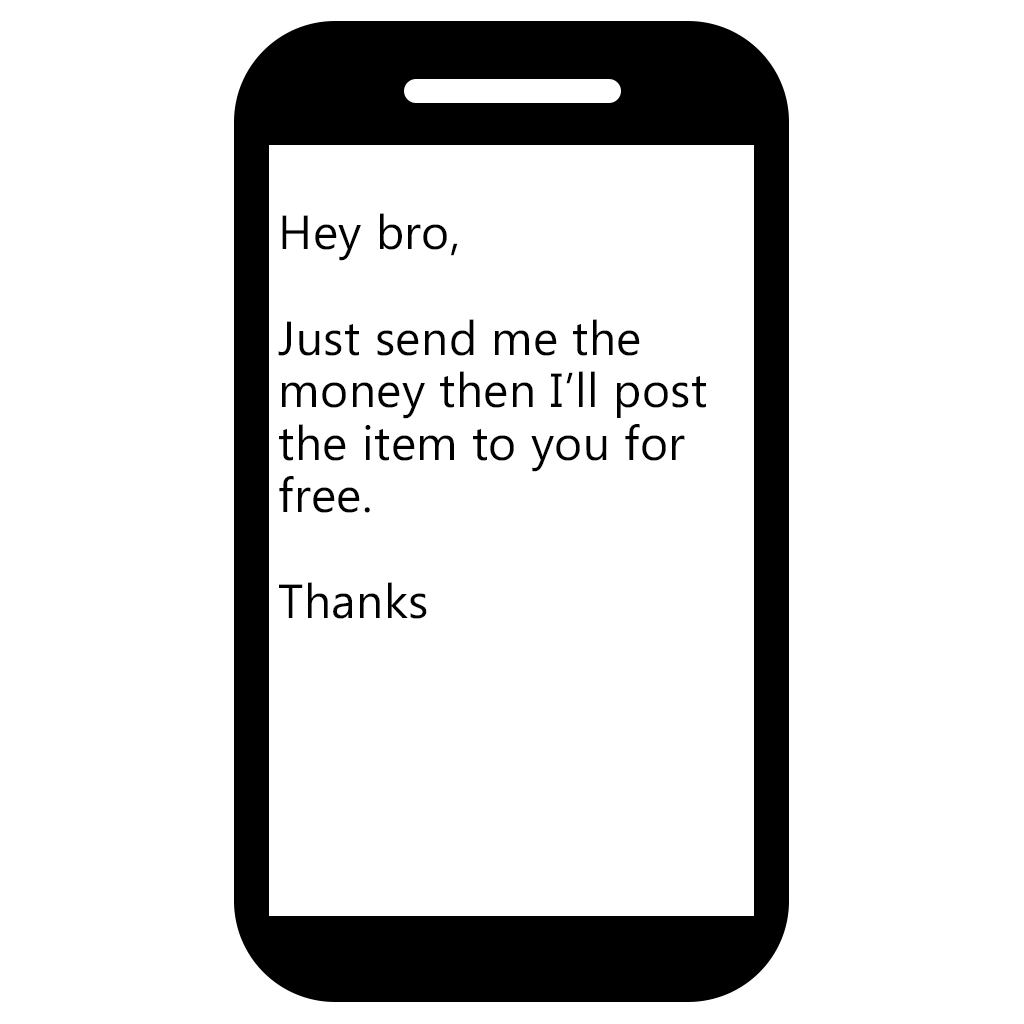 Hey bro,
Just send me the
money then I’ll post
the item to you for
free.
Thanks